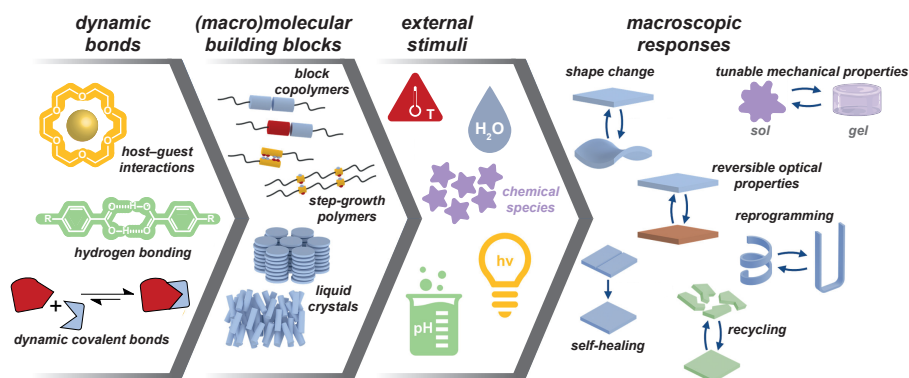 dynamic
bonds
(macro)molecular
building blocks
external
stimuli
macroscopic
responses
O
O
O
O
O
O
host–guest
interactions
R
O
H
O
O
H
O
R
hydrogen bonding
+
dynamic covalent bonds
block
copolymers
step-growth
polymers
liquid
crystals
T
H₂O
chemical
species
hv
pH
shape change
tunable mechanical properties
sol
gel
reversible optical
properties
reprogramming
self-healing
recycling